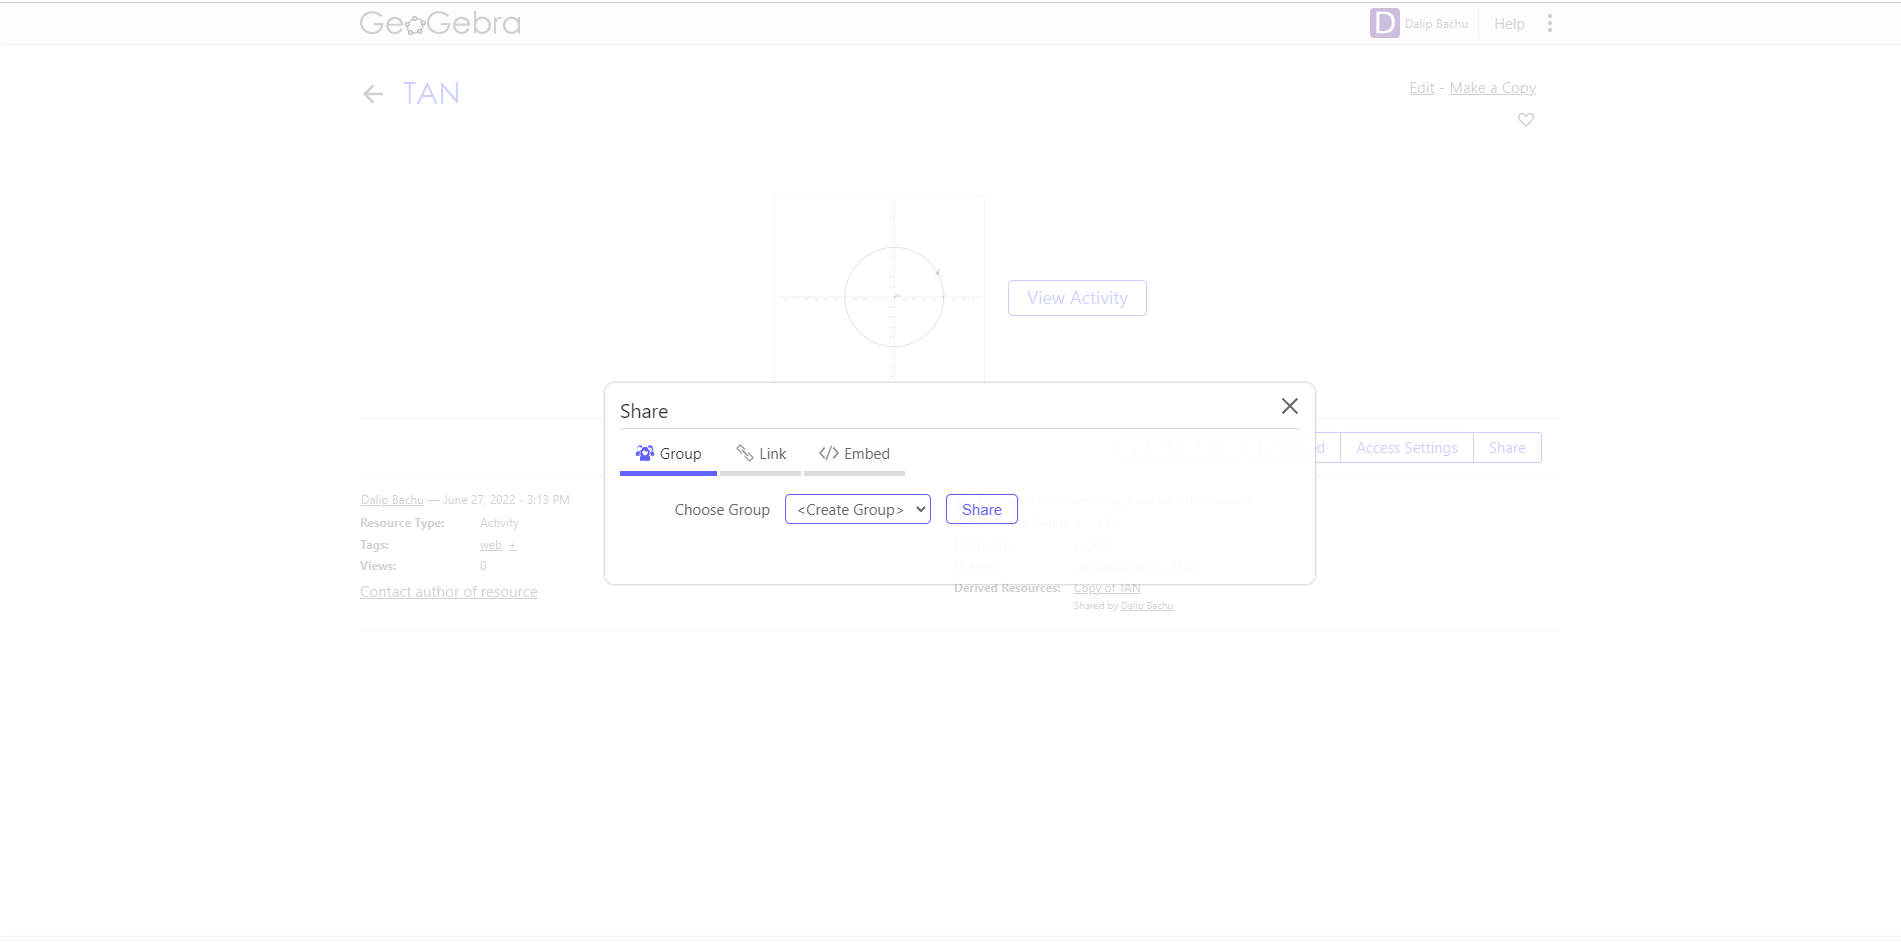 GeoGebra
D Dalip Bachu Help
TAN
Edit - Make a Copy
View Activity
Share
Group Link Embed
Access Settings Share
Choose Group <Create Group> Share
Dalip Bachu — June 27, 2022 - 3:13 PM
Resource Type: Activity
Tags: web +
Views: 0
Contact author of resource
Derived Resources: Copy of TAN
Shared by Dalip Bachu